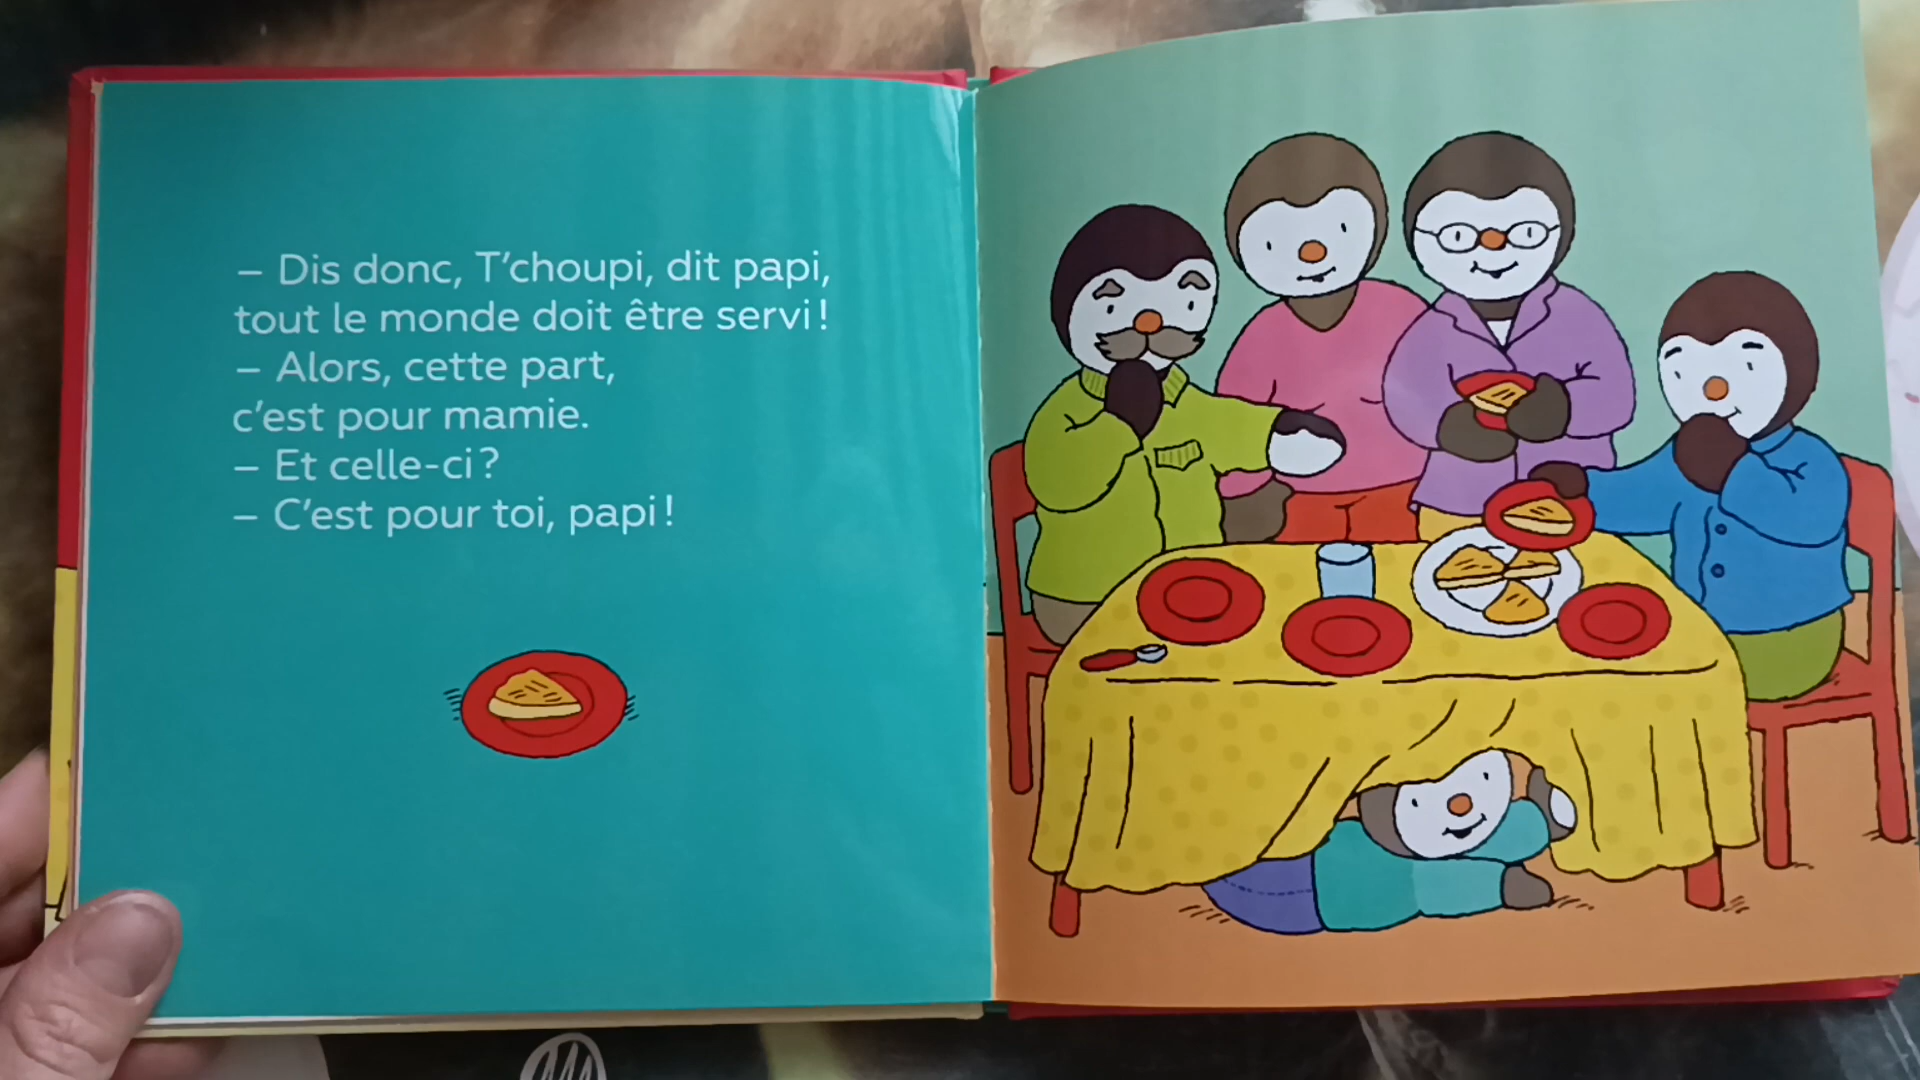 – Dis donc, T'choupi, dit papi,
tout le monde doit être servi !
– Alors, cette part,
c'est pour mamie.
– Et celle-ci ?
– C'est pour toi, papi !